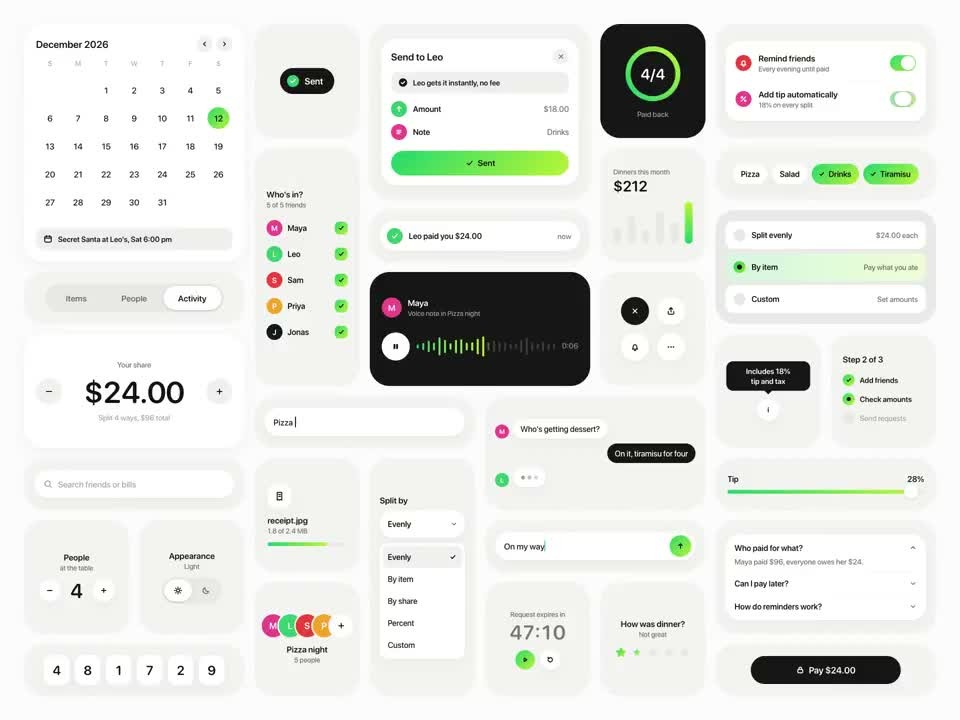 December 2026
S M T W T F S
1 2 3 4 5
6 7 8 9 10 11 12
13 14 15 16 17 18 19
20 21 22 23 24 25 26
27 28 29 30 31
Secret Santa at Leo's, Sat 6:00 pm
Items People Activity
Your share
− $24.00 +
Split 4 ways, $96 total
Search friends or bills
People
at the table
− 4 +
Appearance
Light
4 8 1 7 2 9
Sent
Who's in?
5 of 5 friends
M Maya
L Leo
S Sam
P Priya
J Jonas
Send to Leo
Leo gets it instantly, no fee
Amount $18.00
Note Drinks
Sent
Leo paid you $24.00 now
M Maya
Voice note in Pizza night
0:06
Pizza
receipt.jpg
1.8 of 2.4 MB
M L S P +
Pizza night
5 people
Split by
Evenly
Evenly
By item
By share
Percent
Custom
4/4
Paid back
Dinners this month
$212
M Who's getting dessert?
On it, tiramisu for four
L
On my way
Request expires in
47:10
How was dinner?
Not great
Remind friends
Every evening until paid
Add tip automatically
18% on every split
Pizza Salad Drinks Tiramisu
Split evenly $24.00 each
By item Pay what you ate
Custom Set amounts
Includes 18%
tip and tax
i
Step 2 of 3
Add friends
Check amounts
Send requests
Tip 28%
Who paid for what?
Maya paid $96, everyone owes her $24.
Can I pay later?
How do reminders work?
Pay $24.00